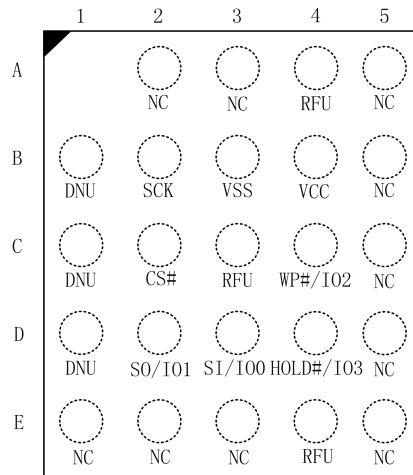 1 2 3 4 5
A
NC NC RFU NC
B
DNU SCK VSS VCC NC
C
DNU CS# RFU WP#/IO2 NC
D
DNU SO/IO1 SI/IO0 HOLD#/IO3 NC
E
NC NC NC RFU NC